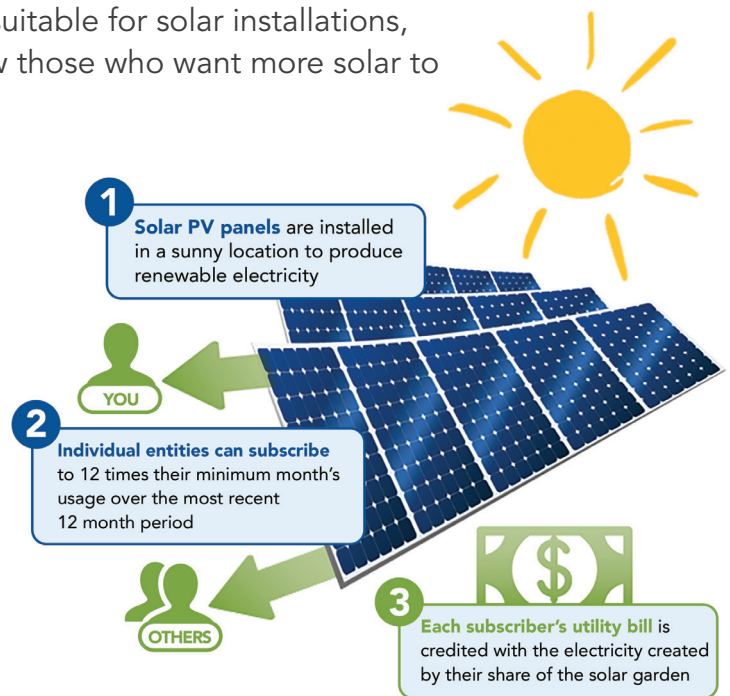 suitable for solar installations,
w those who want more solar to
1
Solar PV panels are installed
in a sunny location to produce
renewable electricity
YOU
2
Individual entities can subscribe
to 12 times their minimum month's
usage over the most recent
12 month period
OTHERS
$
3
Each subscriber's utility bill is
credited with the electricity created
by their share of the solar garden